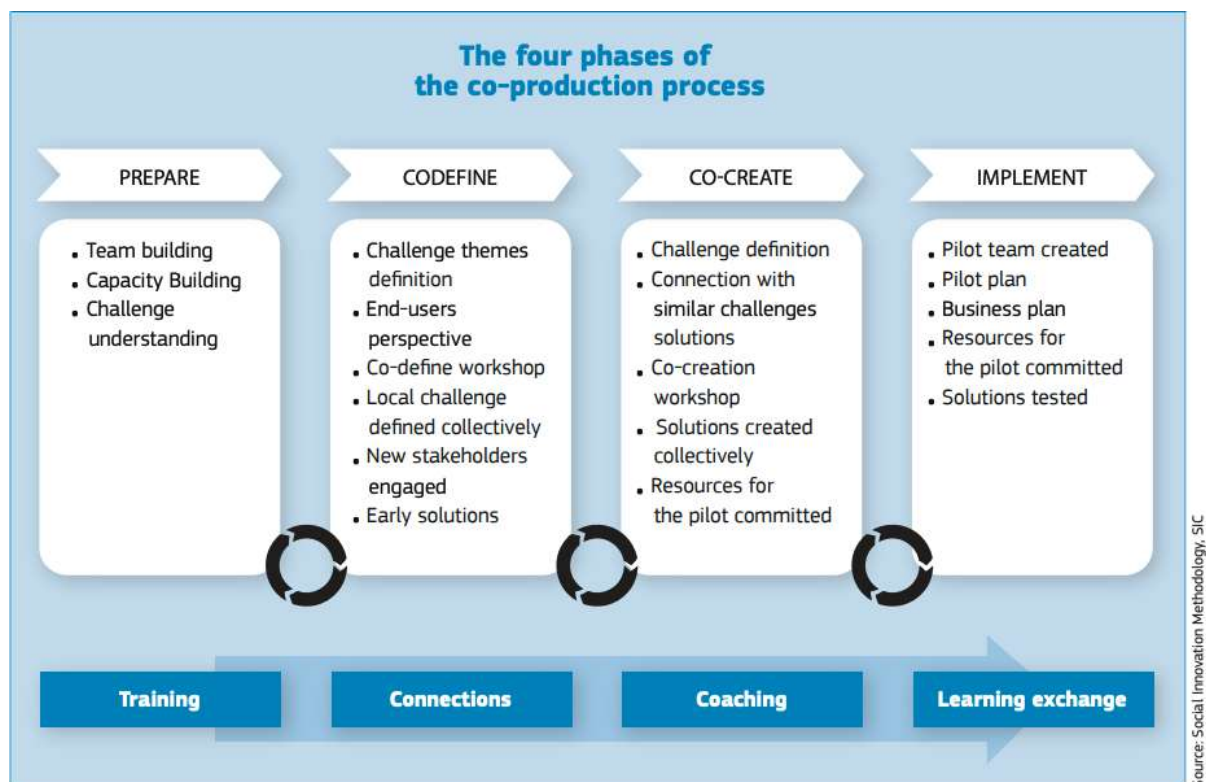 The four phases of
the co-production process
PREPARE
• Team building
• Capacity Building
• Challenge
understanding
CODEFINE
• Challenge themes
definition
• End-users
perspective
• Co-define workshop
• Local challenge
defined collectively
• New stakeholders
engaged
• Early solutions
CO-CREATE
• Challenge definition
• Connection with
similar challenges
solutions
• Co-creation
workshop
• Solutions created
collectively
• Resources for
the pilot committed
IMPLEMENT
• Pilot team created
• Pilot plan
• Business plan
• Resources for
the pilot committed
• Solutions tested
Training
Connections
Coaching
Learning exchange
Source: Social Innovation Methodology, SIC